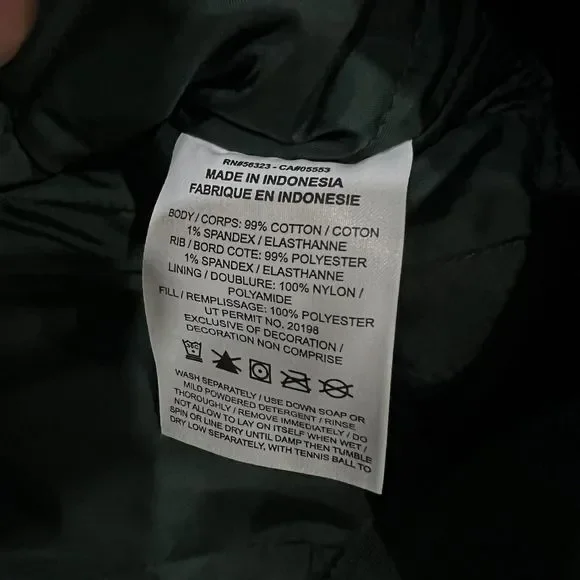 RN#56323 - CA#05553
MADE IN INDONESIA
FABRIQUE EN INDONESIE
BODY / CORPS: 99% COTTON / COTON
1% SPANDEX / ELASTHANNE
RIB / BORD COTE: 99% POLYESTER
1% SPANDEX / ELASTHANNE
LINING / DOUBLURE: 100% NYLON /
POLYAMIDE
FILL / REMPLISSAGE: 100% POLYESTER
UT PERMIT NO. 20198
EXCLUSIVE OF DECORATION /
DECORATION NON COMPRISE
WASH SEPARATELY / USE DOWN SOAP OR
MILD POWDERED DETERGENT / RINSE
THOROUGHLY / REMOVE IMMEDIATELY / DO
NOT ALLOW TO LAY ON ITSELF WHEN WET /
SPIN OR LINE DRY UNTIL DAMP THEN TUMBLE
DRY LOW SEPARATELY, WITH TENNIS BALL TO